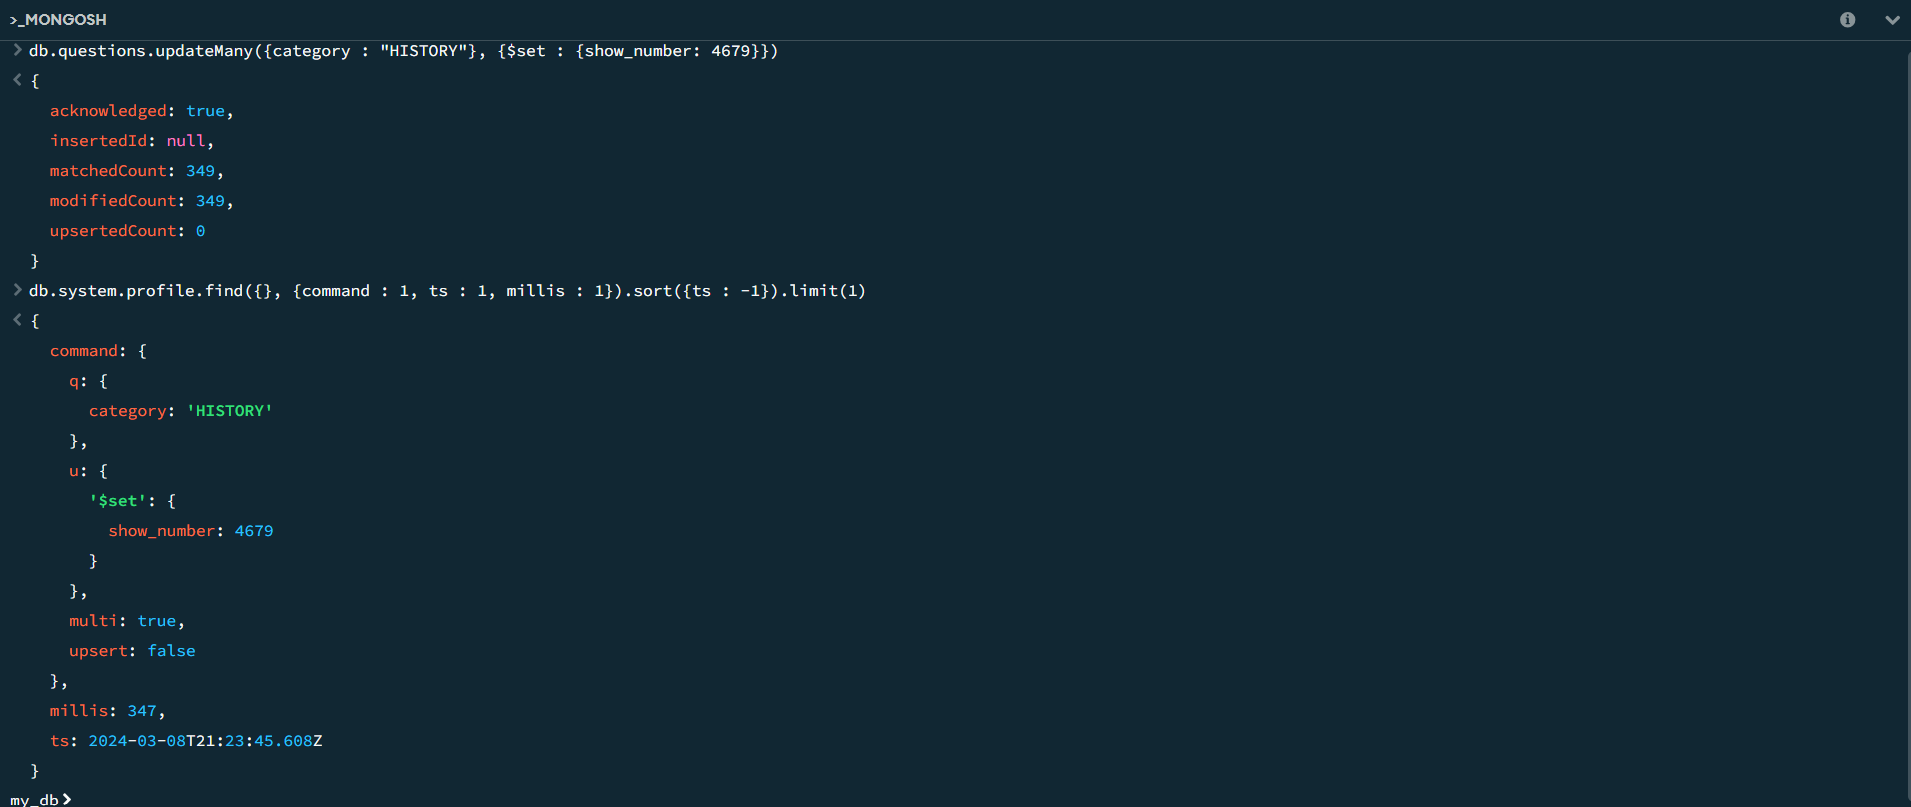 >_MONGOSH
> db.questions.updateMany({category : "HISTORY"}, {$set : {show_number: 4679}})
< {
acknowledged: true,
insertedId: null,
matchedCount: 349,
modifiedCount: 349,
upsertedCount: 0
}
> db.system.profile.find({}, {command : 1, ts : 1, millis : 1}).sort({ts : -1}).limit(1)
< {
command: {
q: {
category: 'HISTORY'
},
u: {
'$set': {
show_number: 4679
}
},
multi: true,
upsert: false
},
millis: 347,
ts: 2024-03-08T21:23:45.608Z
}
my_db>